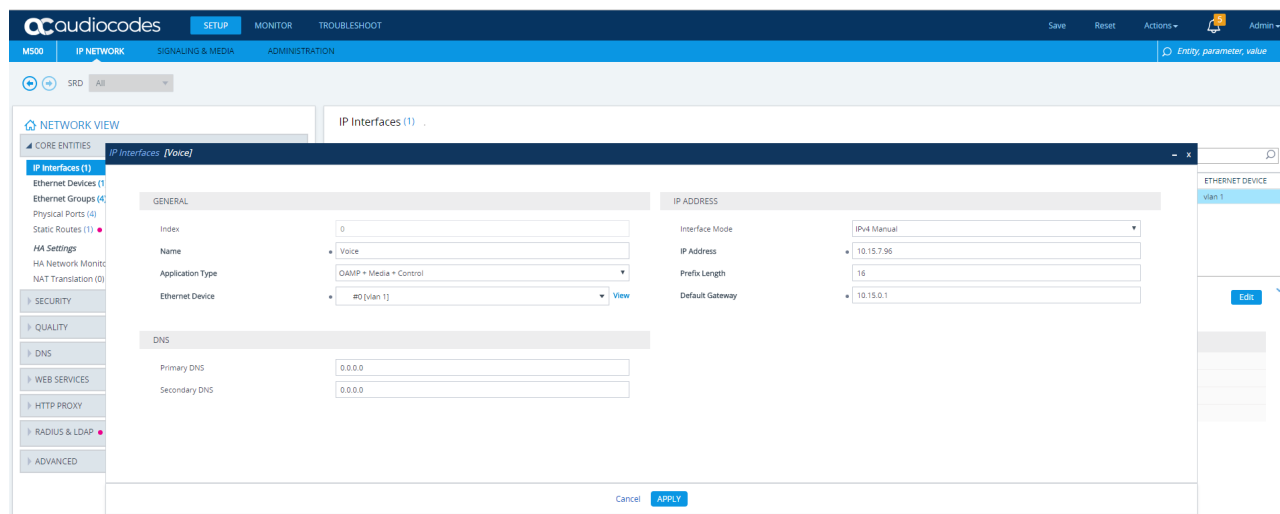 audiocodes SETUP MONITOR TROUBLESHOOT Save Reset Actions 5 Admin
M500 IP NETWORK SIGNALING & MEDIA ADMINISTRATION Entity, parameter, value
SRD All
NETWORK VIEW
IP Interfaces (1) .
CORE ENTITIES
IP Interfaces (1)
Ethernet Devices (1
Ethernet Groups (4)
Physical Ports (4)
Static Routes (1)
HA Settings
HA Network Monito
NAT Translation (0)
SECURITY
QUALITY
DNS
WEB SERVICES
HTTP PROXY
RADIUS & LDAP
ADVANCED
IP Interfaces [Voice] – x
GENERAL
Index 0
Name Voice
Application Type OAMP + Media + Control
Ethernet Device #0 [vlan 1] View
DNS
Primary DNS 0.0.0.0
Secondary DNS 0.0.0.0
IP ADDRESS
Interface Mode IPv4 Manual
IP Address 10.15.7.96
Prefix Length 16
Default Gateway 10.15.0.1
Cancel APPLY
ETHERNET DEVICE
vlan 1
Edit